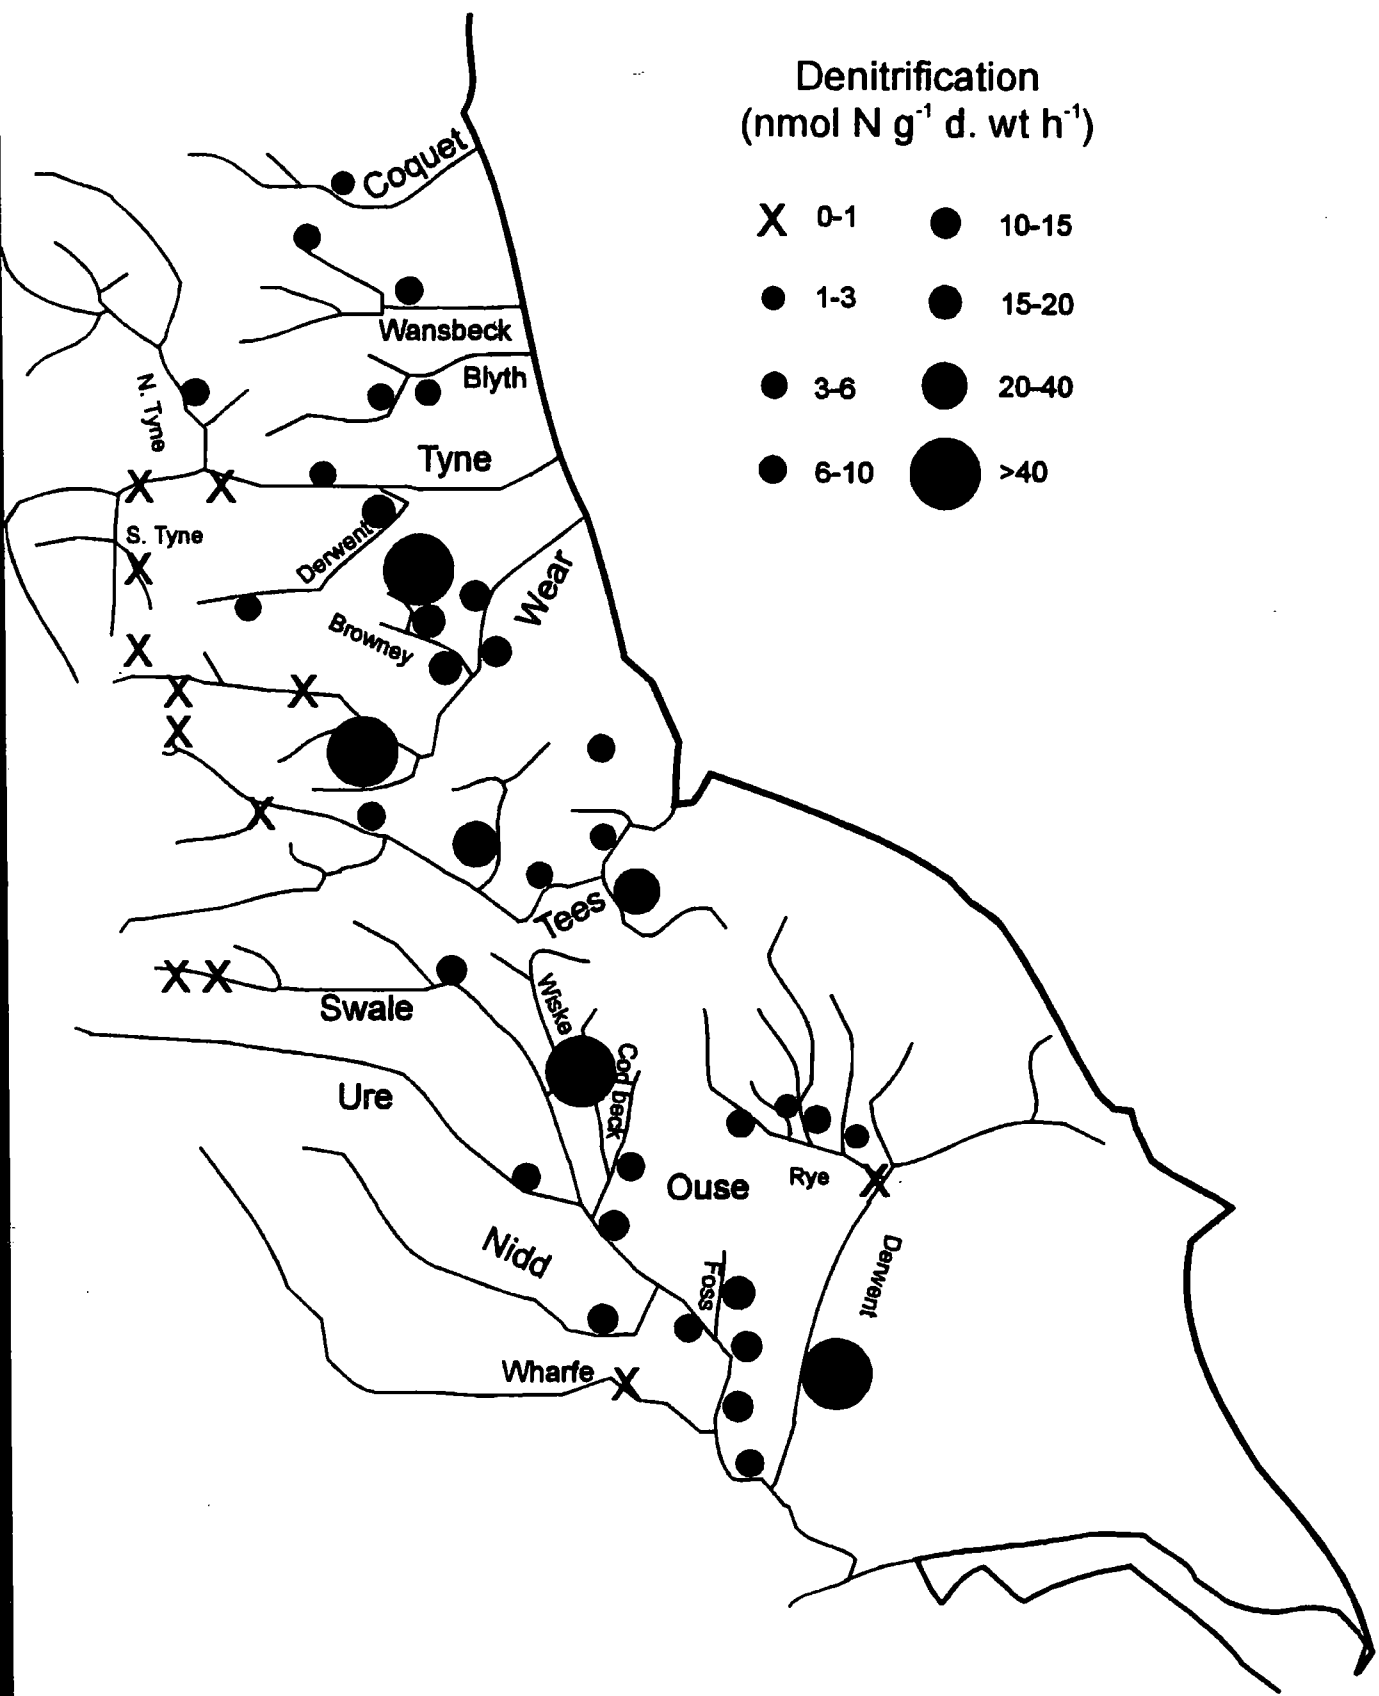 Denitrification
(nmol N g⁻¹ d. wt h⁻¹)
X 0-1
10-15
1-3
15-20
3-6
20-40
6-10
>40
Coquet
Wansbeck
Blyth
N. Tyne
Tyne
X X
S. Tyne
Derwent
X
Wear
Browney
X
X X
X
X
Tees
X X
Swale
Wiske
Cod beck
Ure
Ouse
Rye
X
Nidd
Foss
Derwent
Wharfe
X